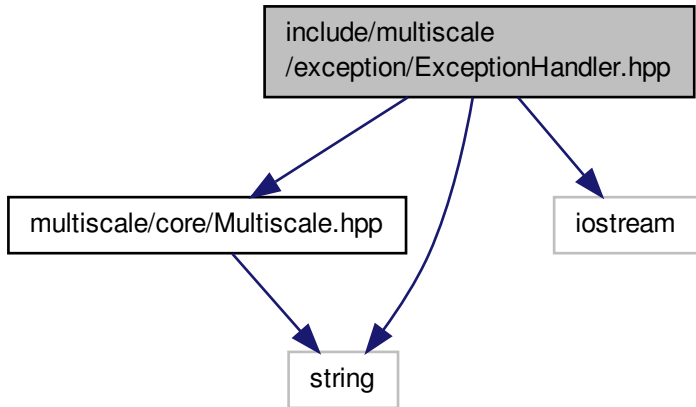 include/multiscale
/exception/ExceptionHandler.hpp
multiscale/core/Multiscale.hpp
iostream
string